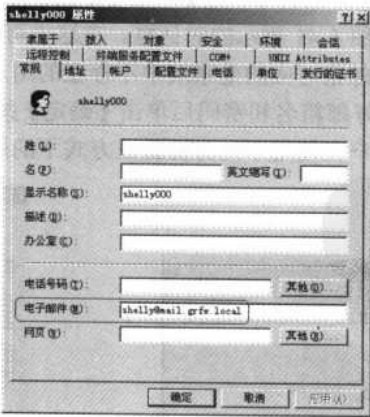 shelly000 属性
隶属于 拨入 对象 安全 环境 会话
远程控制 终端服务配置文件 COM+ UNIX Attributes
常规 地址 帐户 配置文件 电话 单位 发行的证书
shelly000
姓(L):
名(F): 英文缩写(I):
显示名称(S): shelly000
描述(D):
办公室(C):
电话号码(T): 其他(O)...
电子邮件(M): shelly@mail.grfe.local
网页(W): 其他(R)...
确定 取消 应用(A)